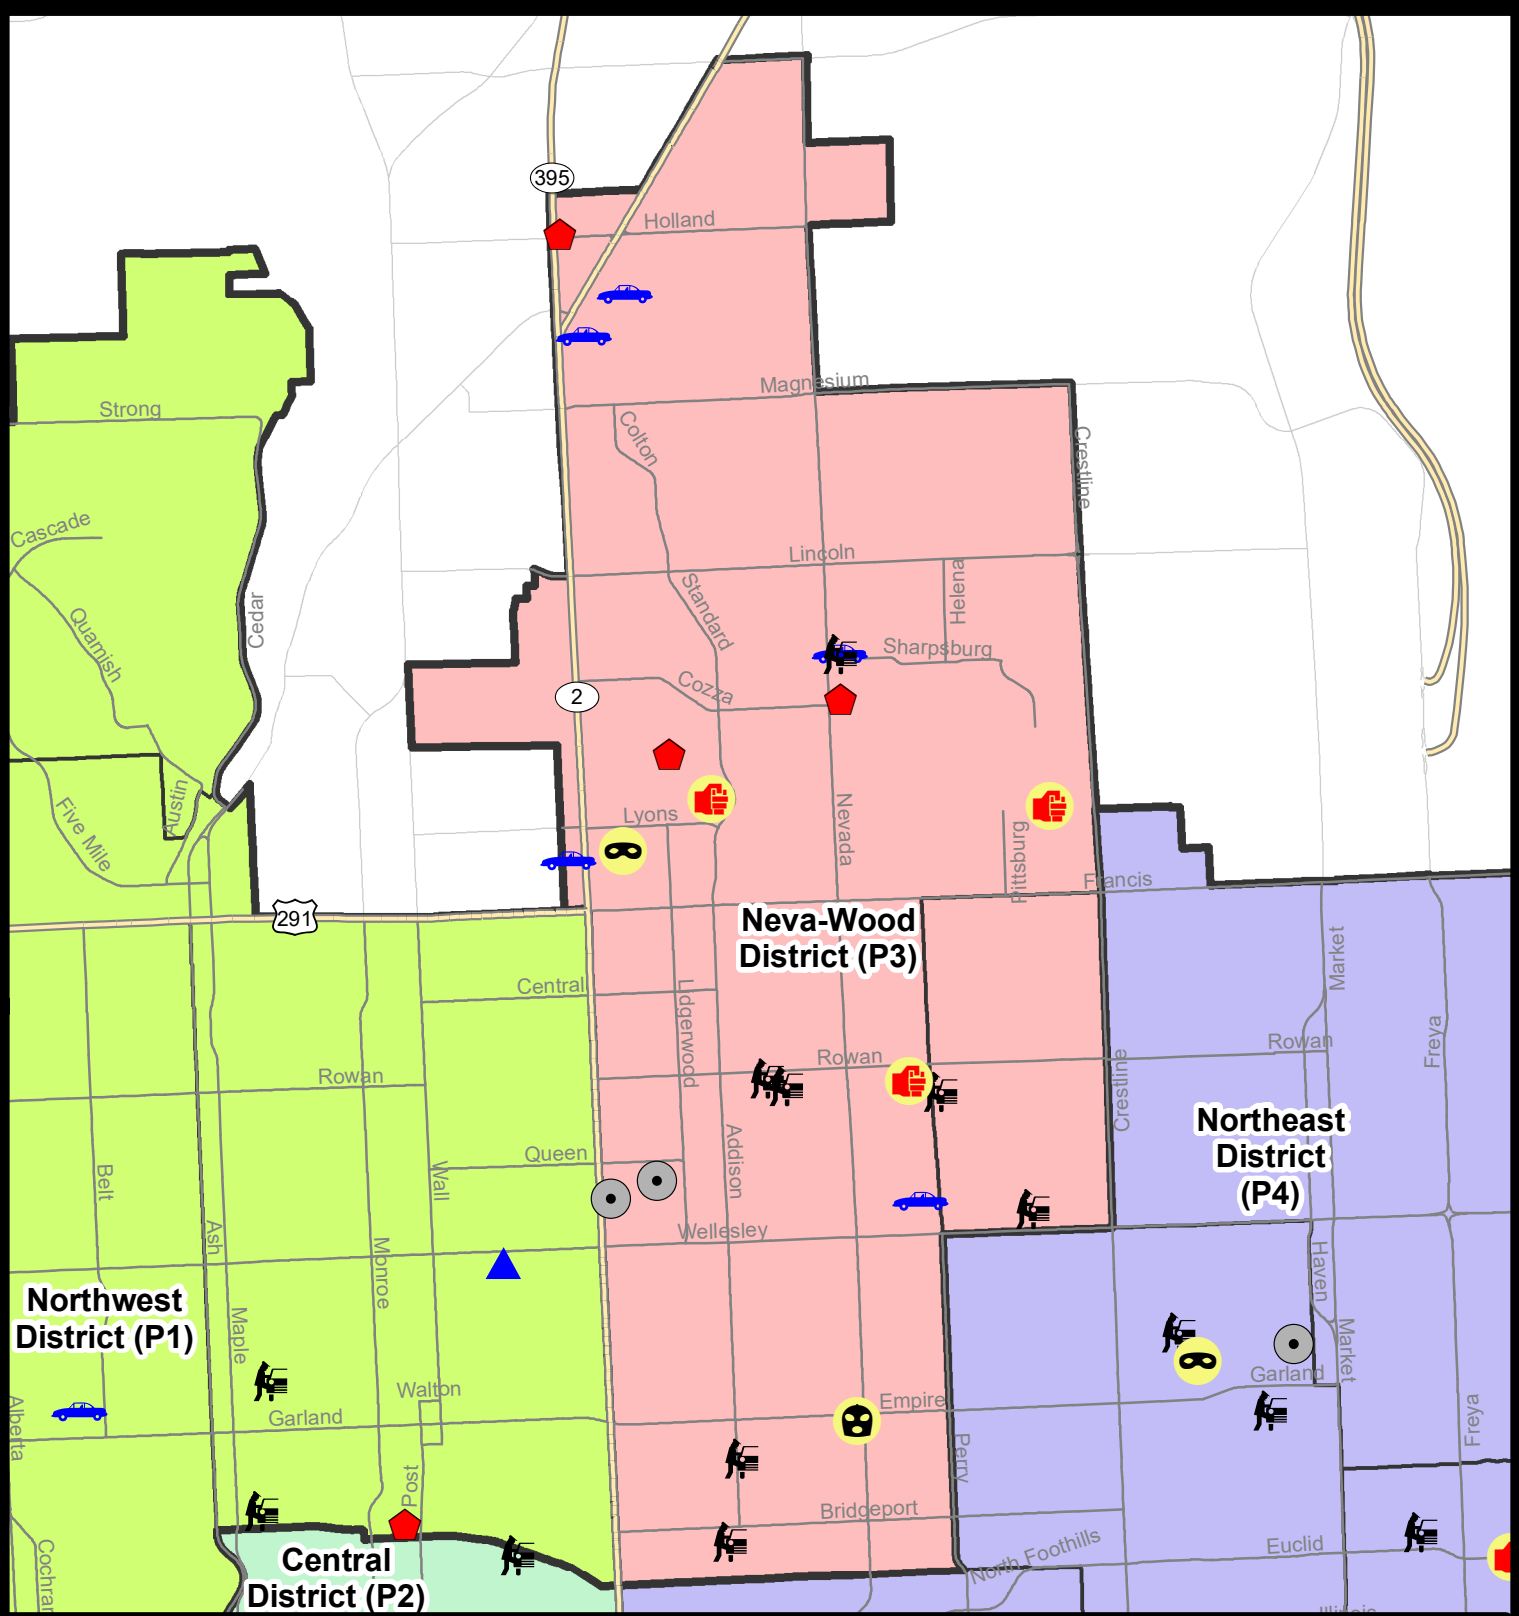 395
Holland
Magnesium
Strong
Colton
Crestline
Cascade
Lincoln
Standard
Helena
Cedar
Quamish
Sharpsburg
Cozza
2
Austin
Five Mile
Lyons
Nevada
Pittsburg
Francis
291
Neva-Wood
District (P3)
Market
Central
Lidgerwood
Freya
Rowan
Rowan
Rowan
Crestline
Northeast
District
(P4)
Queen
Belt
Wall
Addison
Ash
Wellesley
Monroe
Haven
Northwest
District (P1)
Maple
Market
Walton
Garland
Garland
Empire
Alberta
Freya
Perry
Post
Bridgeport
North Foothills
Euclid
Cochran
Central
District (P2)